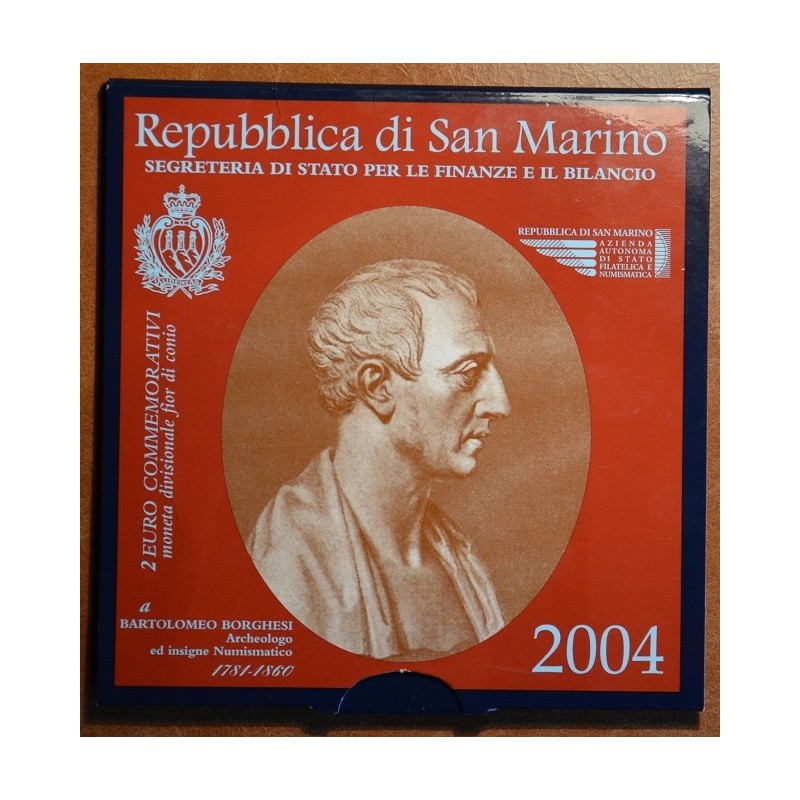 Repubblica di San Marino
SEGRETERIA DI STATO PER LE FINANZE E IL BILANCIO
LIBERTAS
REPUBBLICA DI SAN MARINO
AZIENDA
AUTONOMA
DI STATO
FILATELICA E
NUMISMATICA
2 EURO COMMEMORATIVI
moneta divisionale fior di conio
a
BARTOLOMEO BORGHESI
Archeologo
ed insigne Numismatico
1781-1860
2004